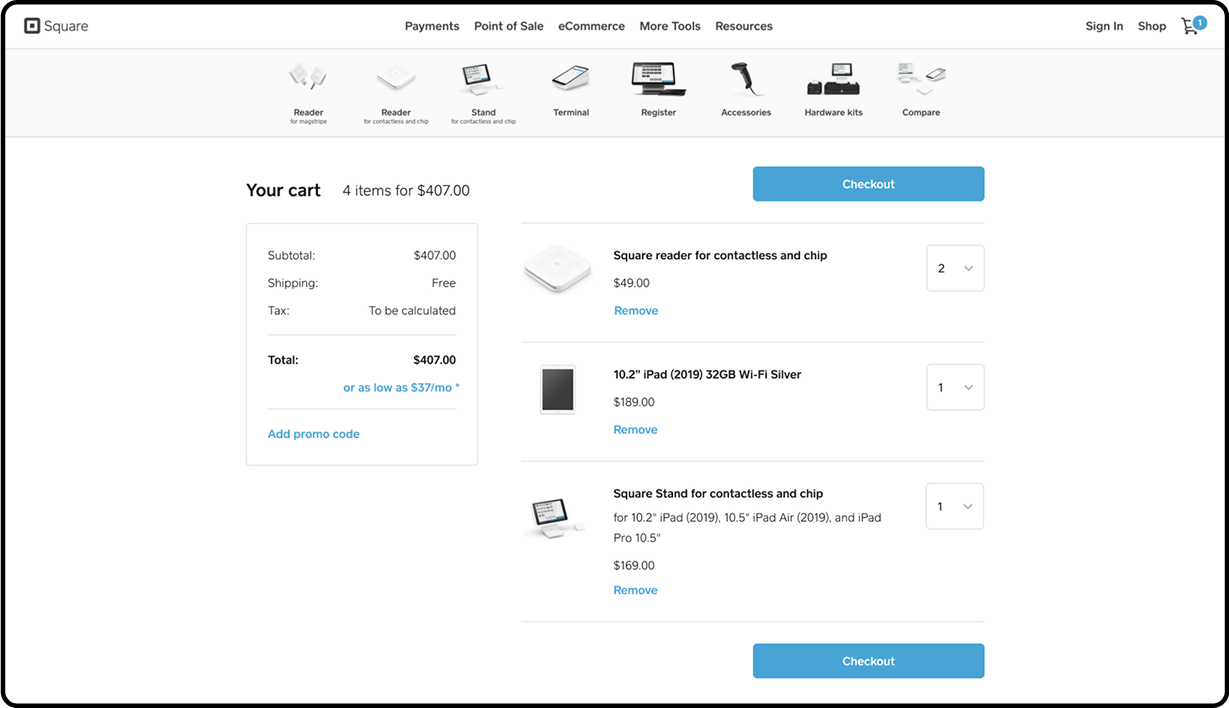 Square
Payments Point of Sale eCommerce More Tools Resources
Sign In Shop 1
Reader
for magstripe
Reader
for contactless and chip
Stand
for contactless and chip
Terminal
Register
Accessories
Hardware kits
Compare
Your cart 4 items for $407.00
Checkout
Subtotal: $407.00
Shipping: Free
Tax: To be calculated
Total: $407.00
or as low as $37/mo *
Add promo code
Square reader for contactless and chip
$49.00
Remove
2
10.2” iPad (2019) 32GB Wi-Fi Silver
$189.00
Remove
1
Square Stand for contactless and chip
for 10.2" iPad (2019), 10.5" iPad Air (2019), and iPad
Pro 10.5"
$169.00
Remove
1
Checkout